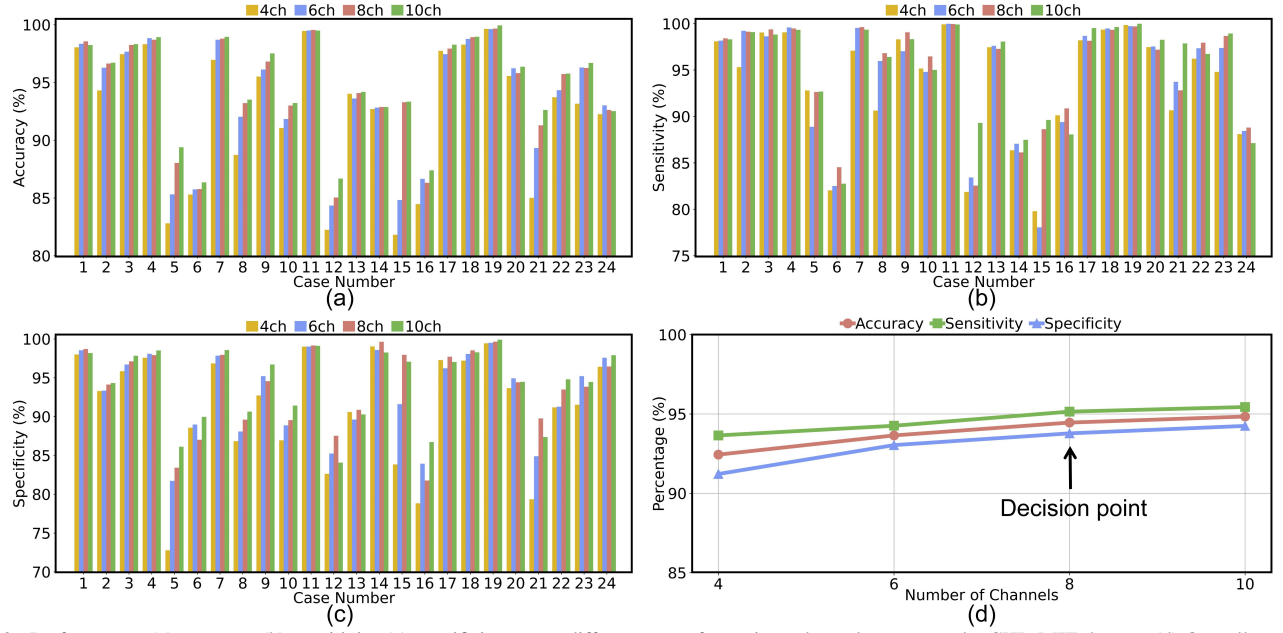 4ch 6ch 8ch 10ch
Accuracy (%)
100
95
90
85
80
1 2 3 4 5 6 7 8 9 10 11 12 13 14 15 16 17 18 19 20 21 22 23 24
Case Number
(a)
4ch 6ch 8ch 10ch
Sensitivity (%)
100
95
90
85
80
75
1 2 3 4 5 6 7 8 9 10 11 12 13 14 15 16 17 18 19 20 21 22 23 24
Case Number
(b)
4ch 6ch 8ch 10ch
Specificity (%)
100
95
90
85
80
75
70
1 2 3 4 5 6 7 8 9 10 11 12 13 14 15 16 17 18 19 20 21 22 23 24
Case Number
(c)
Accuracy Sensitivity Specificity
Percentage (%)
100
95
90
85
Decision point
4 6 8 10
Number of Channels
(d)